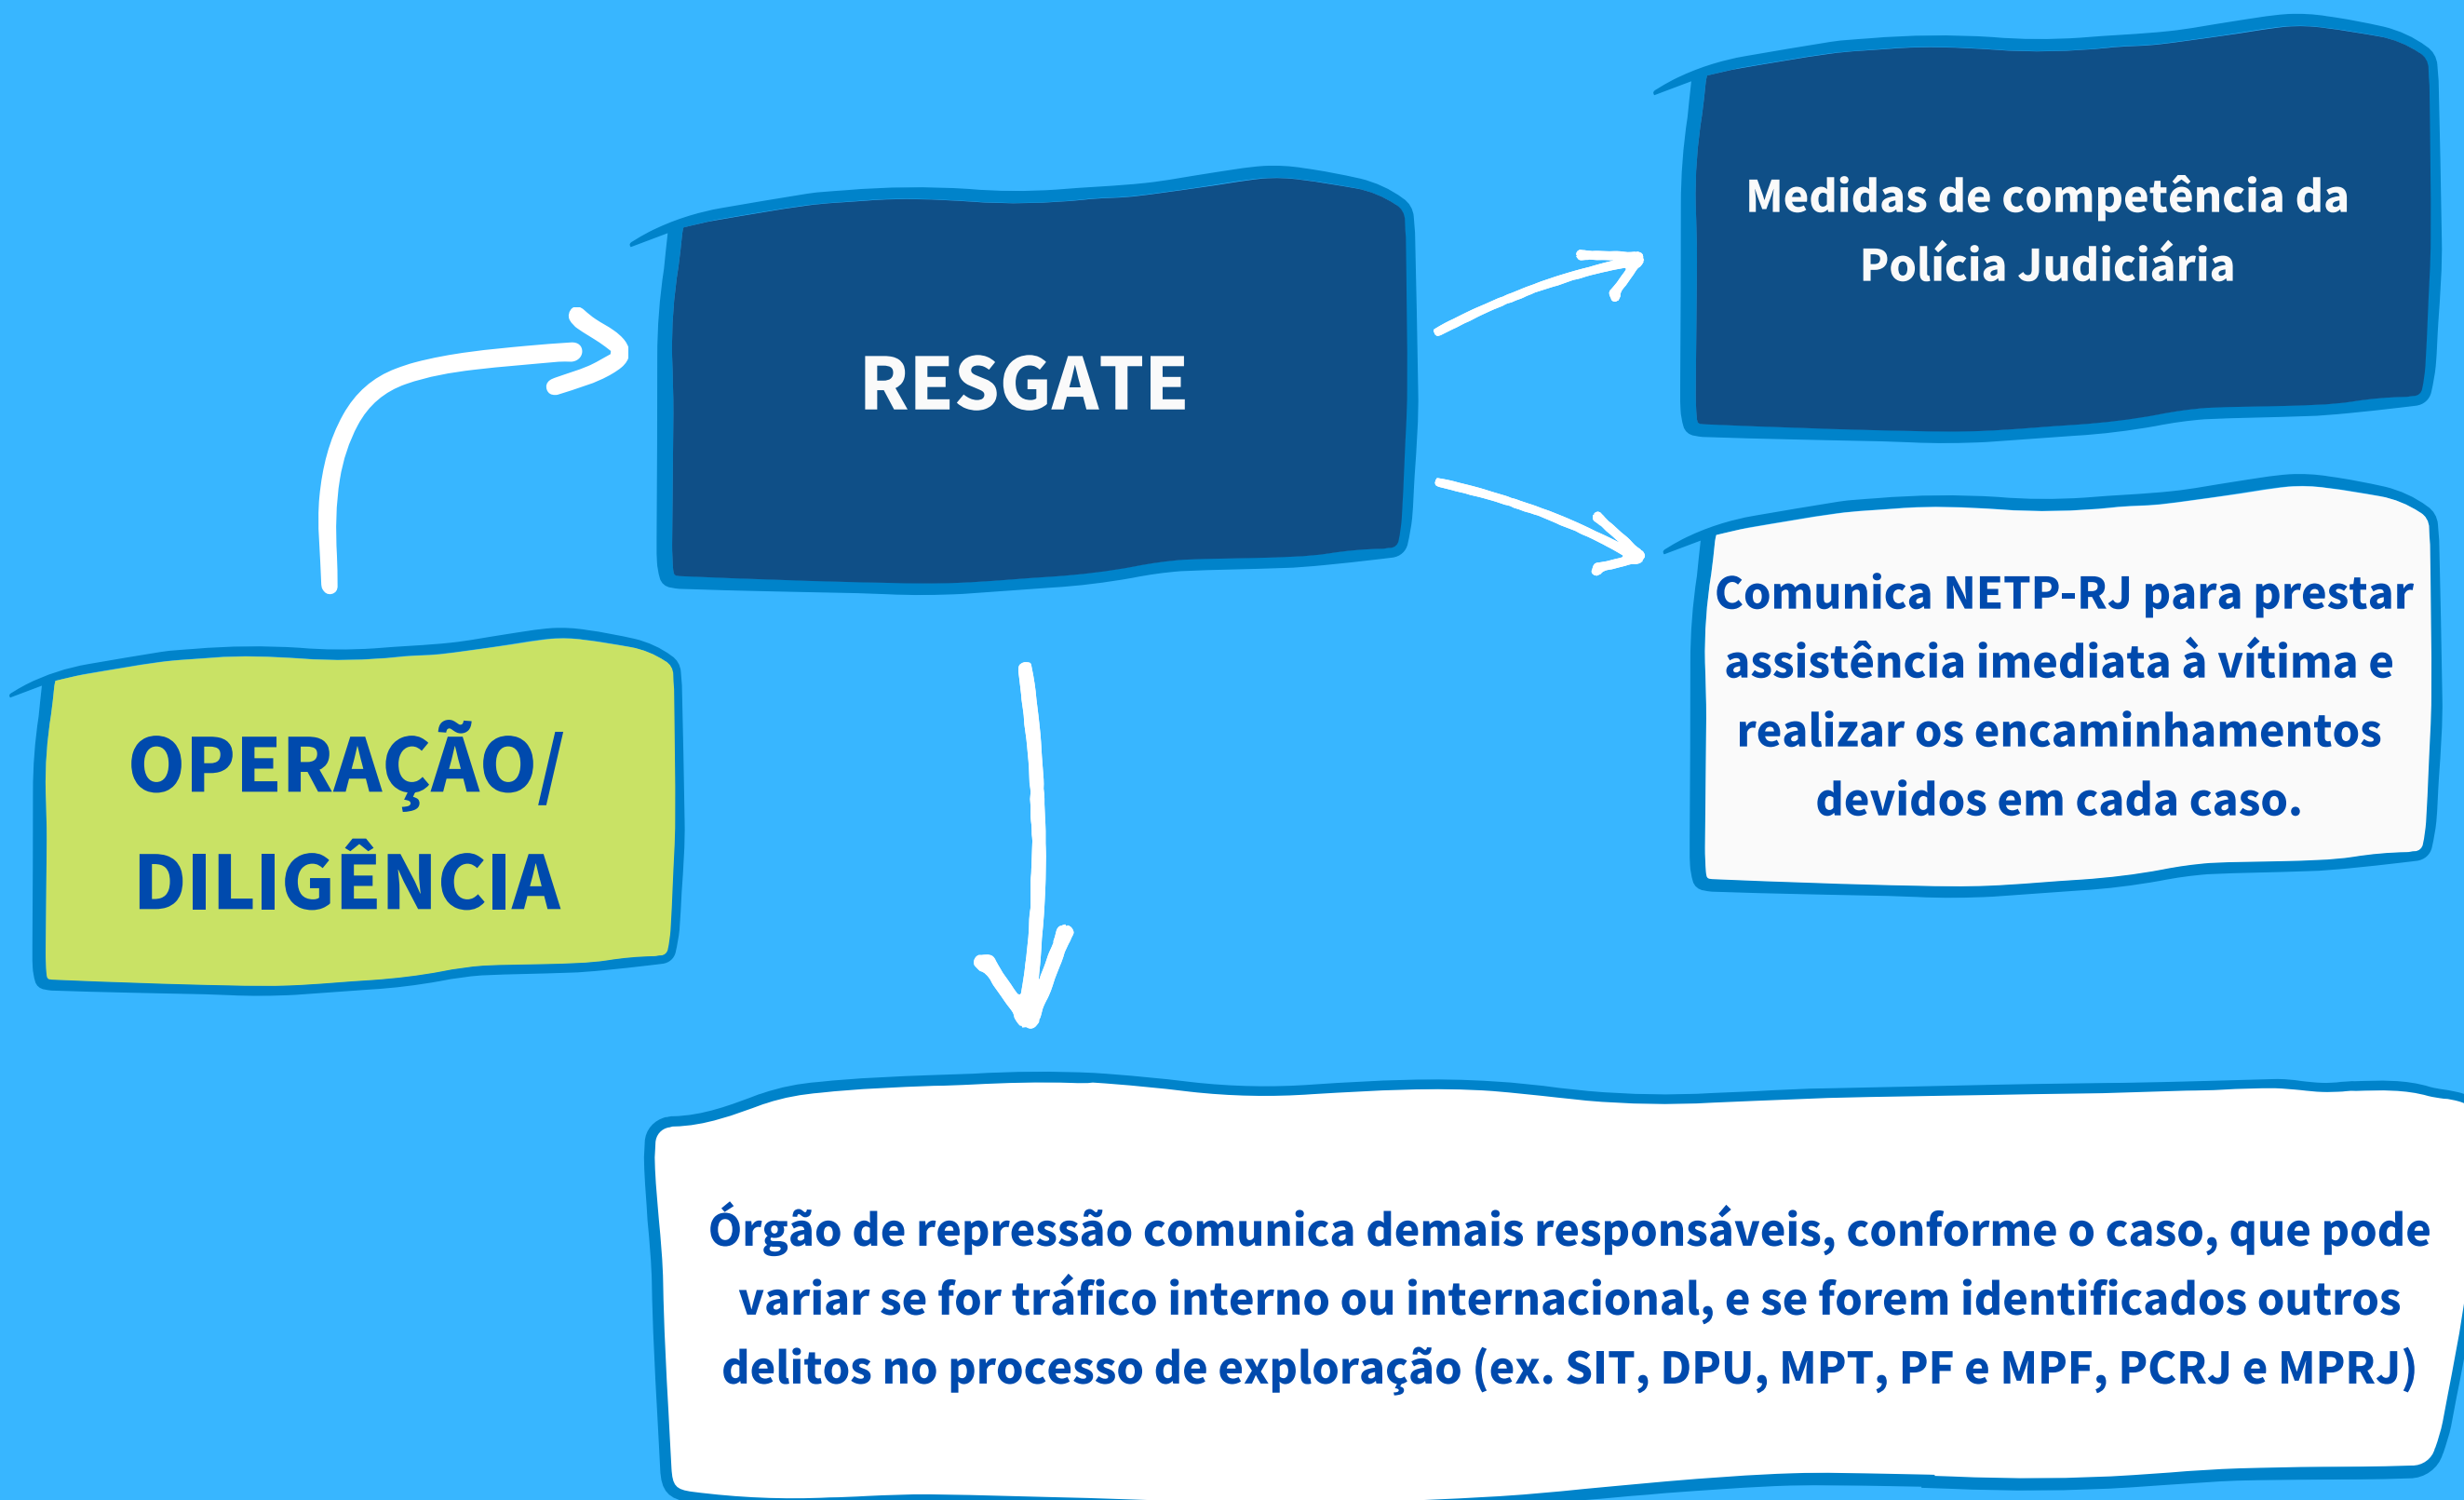 OPERAÇÃO/
DILIGÊNCIA
RESGATE
Medidas de competência da
Polícia Judiciária
Comunica NETP-RJ para prestar
assistência imediata à vítima e
realizar os encaminhamentos
devidos em cada caso.
Órgão de repressão comunica demais responsáveis, conforme o caso, que pode
variar se for tráfico interno ou internacional, e se forem identificados outros
delitos no processo de exploração (ex. SIT, DPU, MPT, PF e MPF, PCRJ e MPRJ)